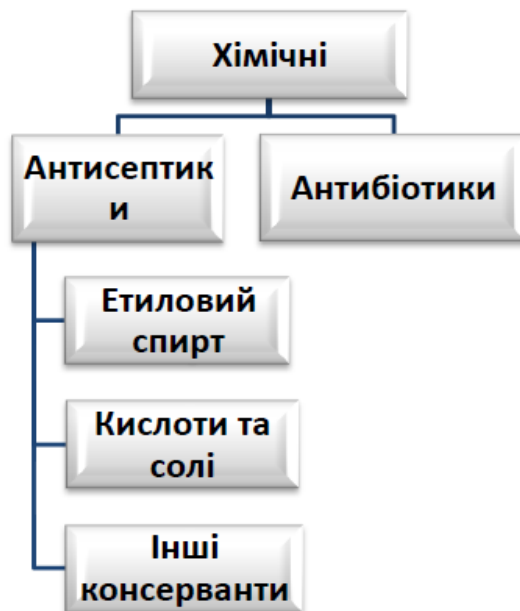 Хімічні
Антисептик
и
Антибіотики
Етиловий
спирт
Кислоти та
солі
Інші
консерванти